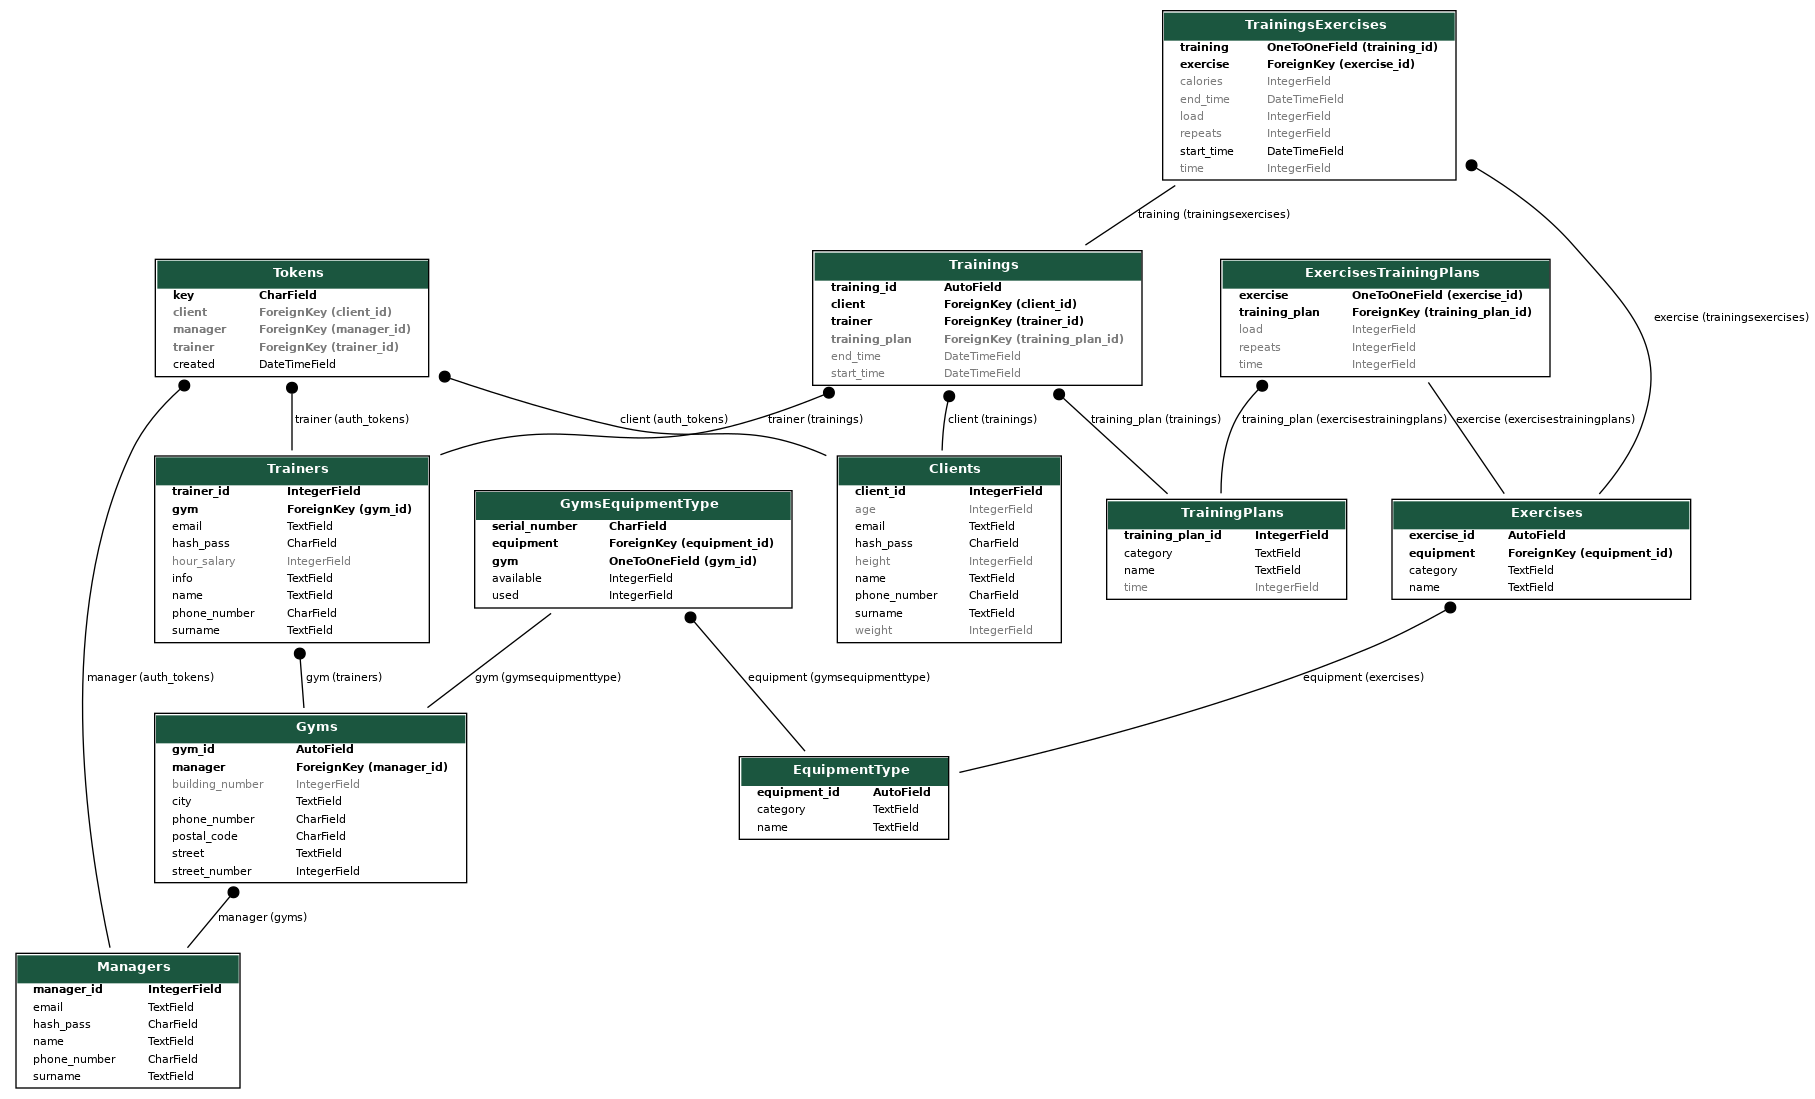 TrainingsExercises
training OneToOneField (training_id)
exercise ForeignKey (exercise_id)
calories IntegerField
end_time DateTimeField
load IntegerField
repeats IntegerField
start_time DateTimeField
time IntegerField
training (trainingsexercises)
exercise (trainingsexercises)
Tokens
key CharField
client ForeignKey (client_id)
manager ForeignKey (manager_id)
trainer ForeignKey (trainer_id)
created DateTimeField
Trainings
training_id AutoField
client ForeignKey (client_id)
trainer ForeignKey (trainer_id)
training_plan ForeignKey (training_plan_id)
end_time DateTimeField
start_time DateTimeField
ExercisesTrainingPlans
exercise OneToOneField (exercise_id)
training_plan ForeignKey (training_plan_id)
load IntegerField
repeats IntegerField
time IntegerField
trainer (auth_tokens)
client (auth_tokens)
trainer (trainings)
client (trainings)
training_plan (trainings)
training_plan (exercisestrainingplans)
exercise (exercisestrainingplans)
Trainers
trainer_id IntegerField
gym ForeignKey (gym_id)
email TextField
hash_pass CharField
hour_salary IntegerField
info TextField
name TextField
phone_number CharField
surname TextField
GymsEquipmentType
serial_number CharField
equipment ForeignKey (equipment_id)
gym OneToOneField (gym_id)
available IntegerField
used IntegerField
Clients
client_id IntegerField
age IntegerField
email TextField
hash_pass CharField
height IntegerField
name TextField
phone_number CharField
surname TextField
weight IntegerField
TrainingPlans
training_plan_id IntegerField
category TextField
name TextField
time IntegerField
Exercises
exercise_id AutoField
equipment ForeignKey (equipment_id)
category TextField
name TextField
manager (auth_tokens)
gym (trainers)
gym (gymsequipmenttype)
equipment (gymsequipmenttype)
equipment (exercises)
Gyms
gym_id AutoField
manager ForeignKey (manager_id)
building_number IntegerField
city TextField
phone_number CharField
postal_code CharField
street TextField
street_number IntegerField
EquipmentType
equipment_id AutoField
category TextField
name TextField
manager (gyms)
Managers
manager_id IntegerField
email TextField
hash_pass CharField
name TextField
phone_number CharField
surname TextField